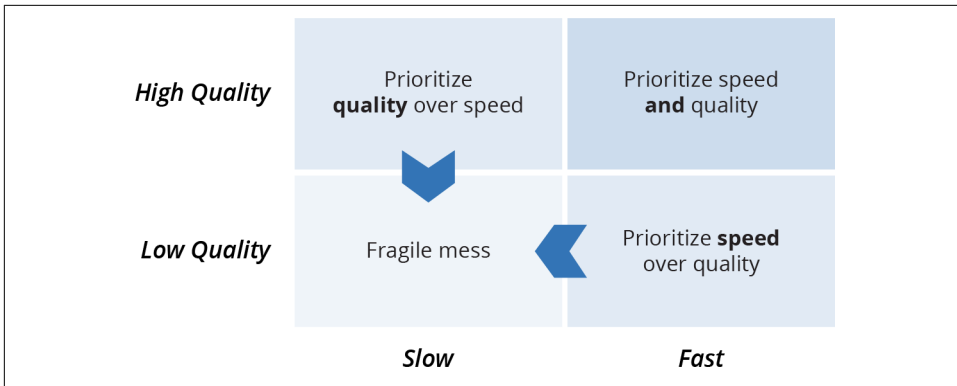 High Quality
Prioritize
quality over speed
Prioritize speed
and quality
Low Quality
Fragile mess
Prioritize speed
over quality
Slow
Fast